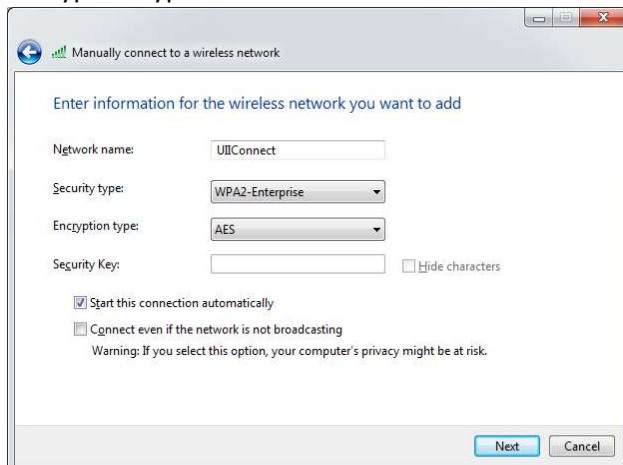 Manually connect to a wireless network
Enter information for the wireless network you want to add
Network name: UIIConnect
Security type: WPA2-Enterprise
Encryption type: AES
Security Key: Hide characters
Start this connection automatically
Connect even if the network is not broadcasting
Warning: If you select this option, your computer's privacy might be at risk.
Next Cancel